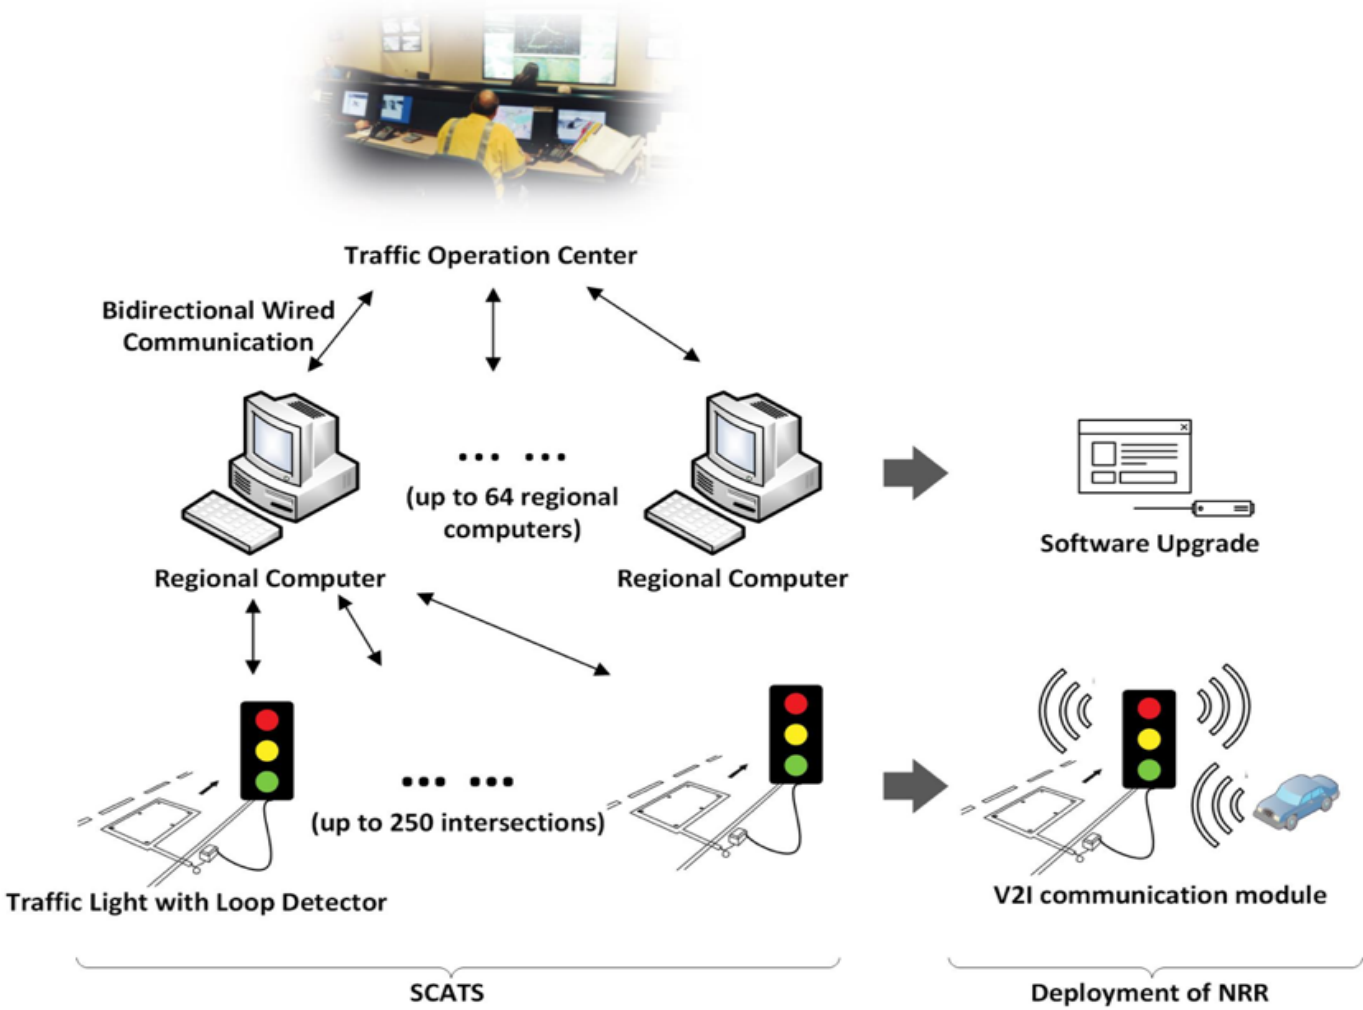 Traffic Operation Center
Bidirectional Wired
Communication
(up to 64 regional
computers)
Regional Computer
Regional Computer
Software Upgrade
(up to 250 intersections)
Traffic Light with Loop Detector
V2I communication module
SCATS
Deployment of NRR